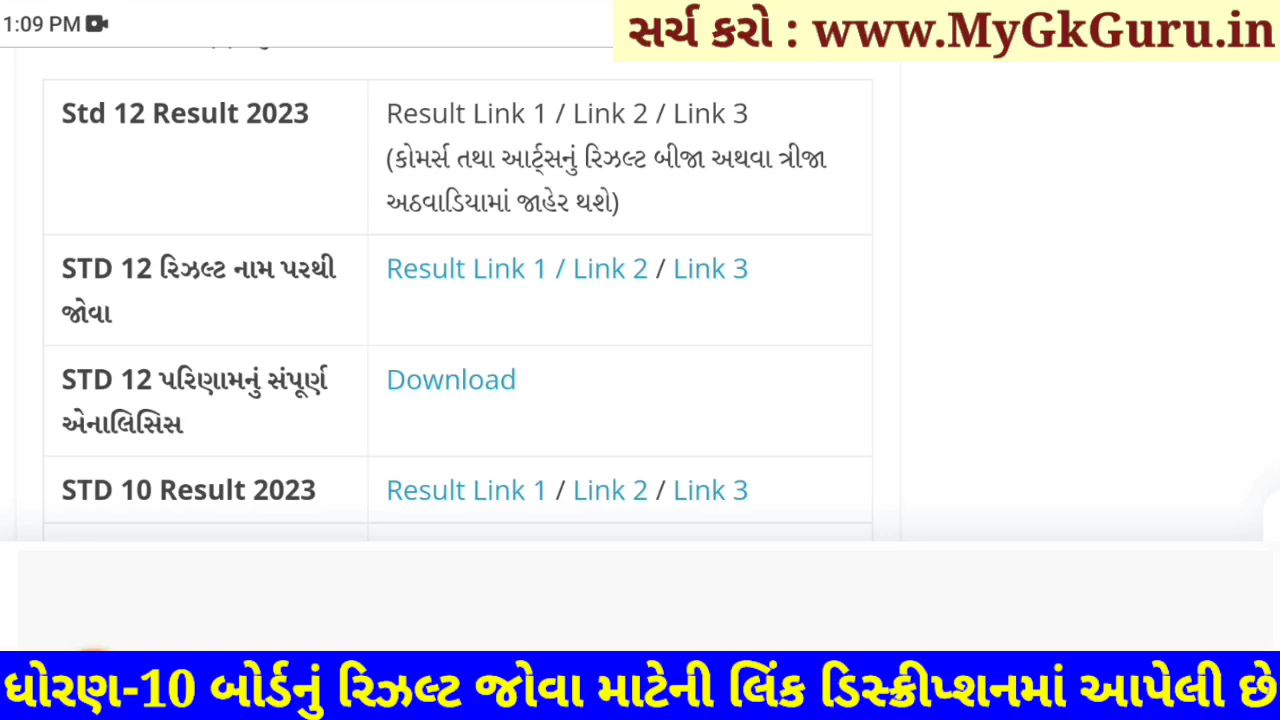 1:09 PM
સર્ચ કરો : www.MyGkGuru.in
Std 12 Result 2023
Result Link 1 / Link 2 / Link 3
(કોમર્સ તથા આર્ટ્સનું રિઝલ્ટ બીજા અથવા ત્રીજા
અઠવાડિયામાં જાહેર થશે)
STD 12 રિઝલ્ટ નામ પરથી
જોવા
Result Link 1 / Link 2 / Link 3
STD 12 પરિણામનું સંપૂર્ણ
એનાલિસિસ
Download
STD 10 Result 2023
Result Link 1 / Link 2 / Link 3
ધોરણ-10 બોર્ડનું રિઝલ્ટ જોવા માટેની લિંક ડિસ્ક્રીપ્શનમાં આપેલી છે